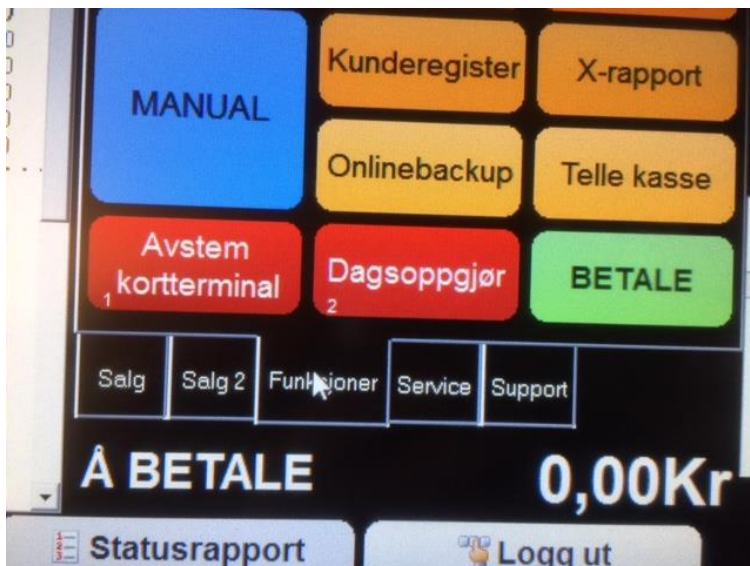 Kunderegister
X-rapport
MANUAL
Onlinebackup
Telle kasse
Avstem
1 kortterminal
Dagsoppgjør
2
BETALE
Salg
Salg 2
Funksjoner
Service
Support
Å BETALE
0,00Kr
Statusrapport
Logg ut